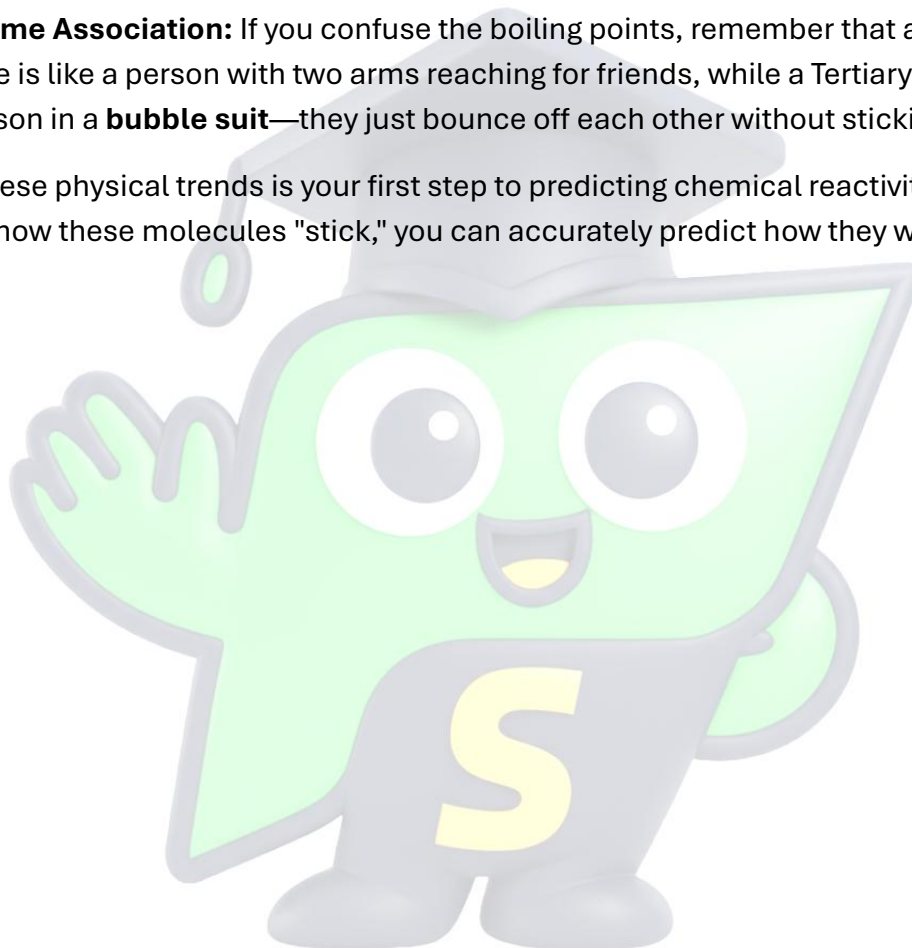 me Association: If you confuse the boiling points, remember that a
e is like a person with two arms reaching for friends, while a Tertiary
son in a bubble suit—they just bounce off each other without sticki
ese physical trends is your first step to predicting chemical reactivit
now these molecules "stick," you can accurately predict how they w
S